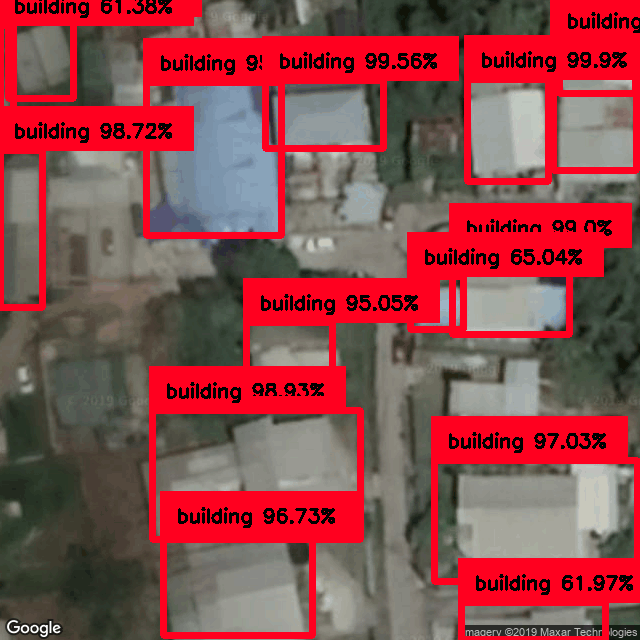 building 61.38%
building
building 95
building 99.56%
building 99.9%
building 98.72%
building 99.0%
building 65.04%
building 95.05%
building 98.93%
building 97.03%
building 96.73%
building 61.97%
Google
Imagery ©2019 Maxar Technologies